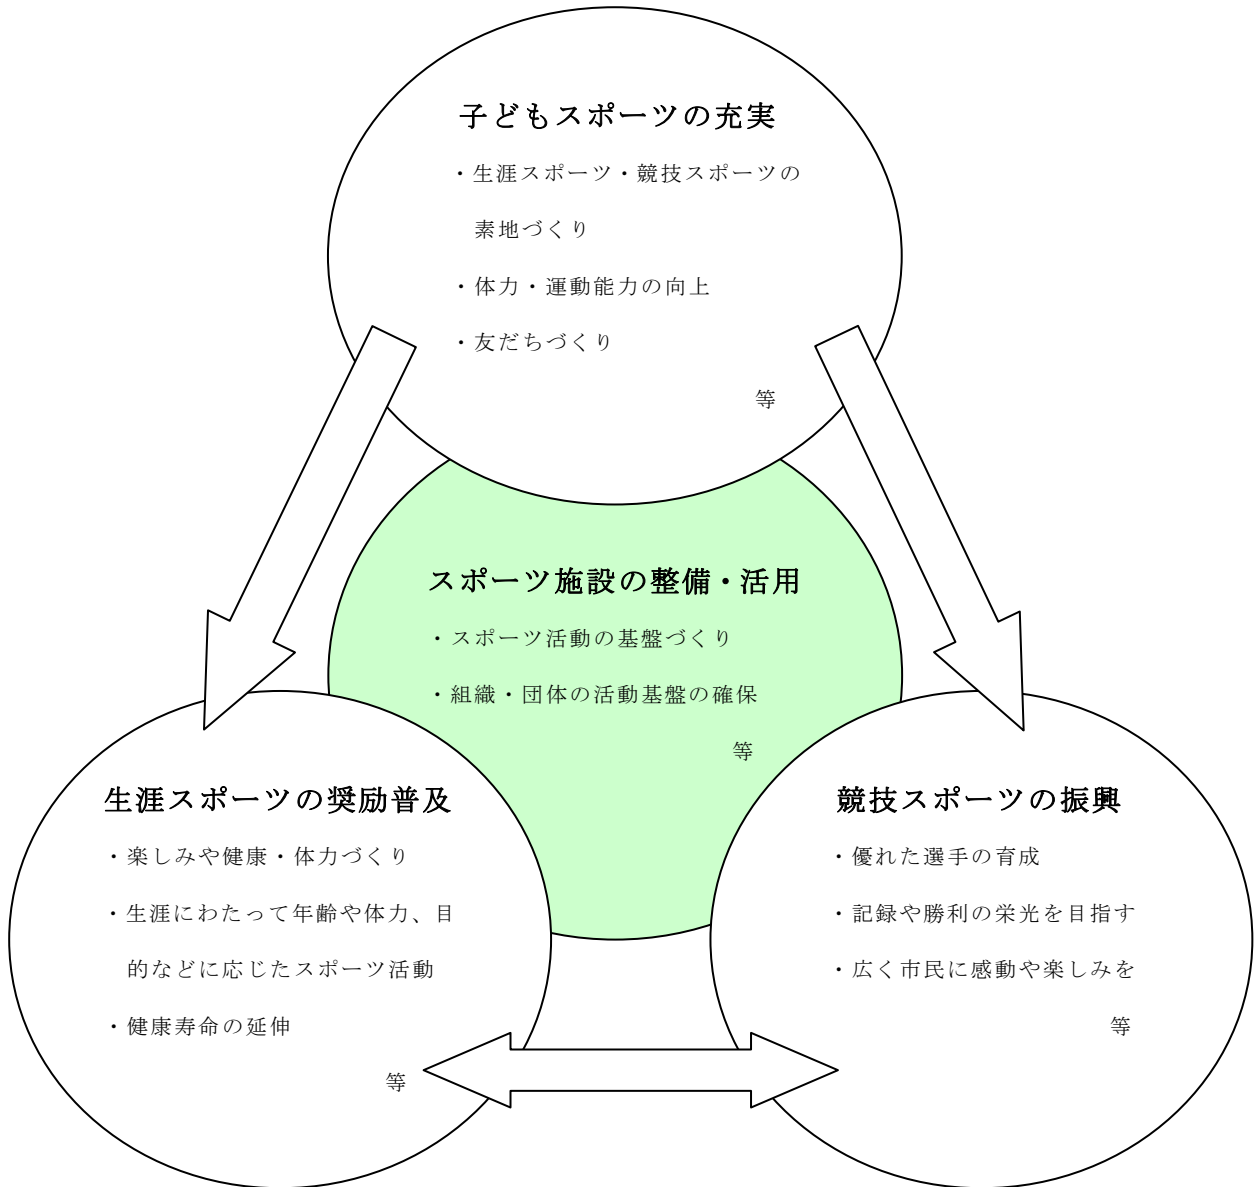 子どもスポーツの充実
・生涯スポーツ・競技スポーツの
素地づくり
・体力・運動能力の向上
・友だちづくり
等
スポーツ施設の整備・活用
・スポーツ活動の基盤づくり
・組織・団体の活動基盤の確保
等
生涯スポーツの奨励普及
・楽しみや健康・体力づくり
・生涯にわたって年齢や体力、目
的などに応じたスポーツ活動
・健康寿命の延伸
等
競技スポーツの振興
・優れた選手の育成
・記録や勝利の栄光を目指す
・広く市民に感動や楽しみを
等